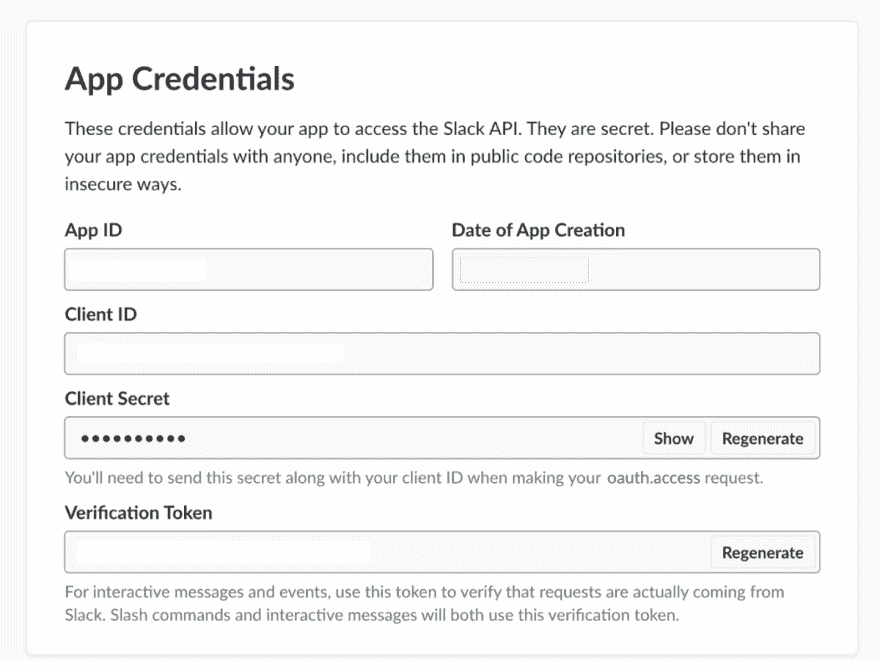 App Credentials
These credentials allow your app to access the Slack API. They are secret. Please don't share
your app credentials with anyone, include them in public code repositories, or store them in
insecure ways.
App ID
Date of App Creation
Client ID
Client Secret
●●●●●●●●●●
Show
Regenerate
You'll need to send this secret along with your client ID when making your oauth.access request.
Verification Token
Regenerate
For interactive messages and events, use this token to verify that requests are actually coming from
Slack. Slash commands and interactive messages will both use this verification token.